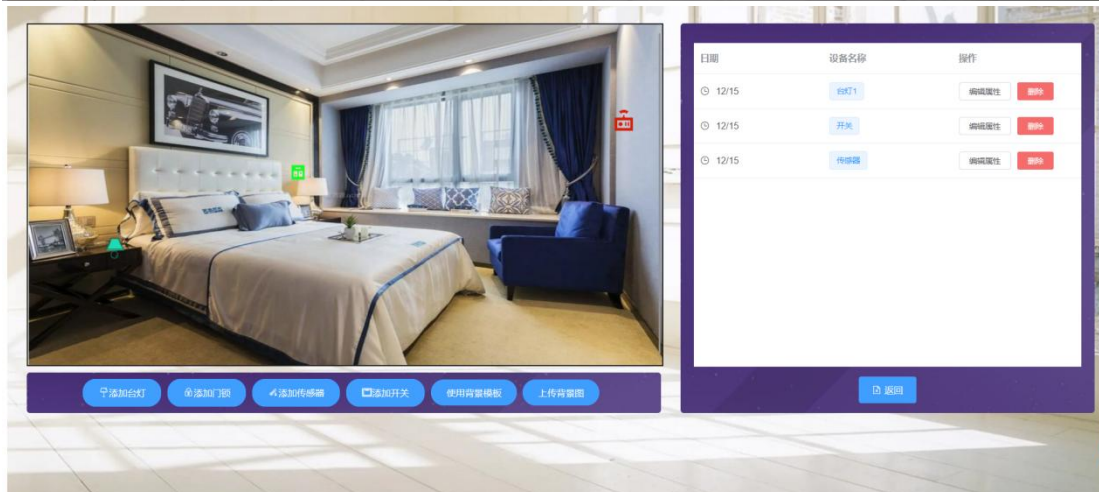 日期 设备名称 操作
12/15 台灯1 编辑属性 删除
12/15 开关 编辑属性 删除
12/15 传感器 编辑属性 删除
添加台灯 添加门锁 添加传感器 添加开关 使用背景模板 上传背景图
返回